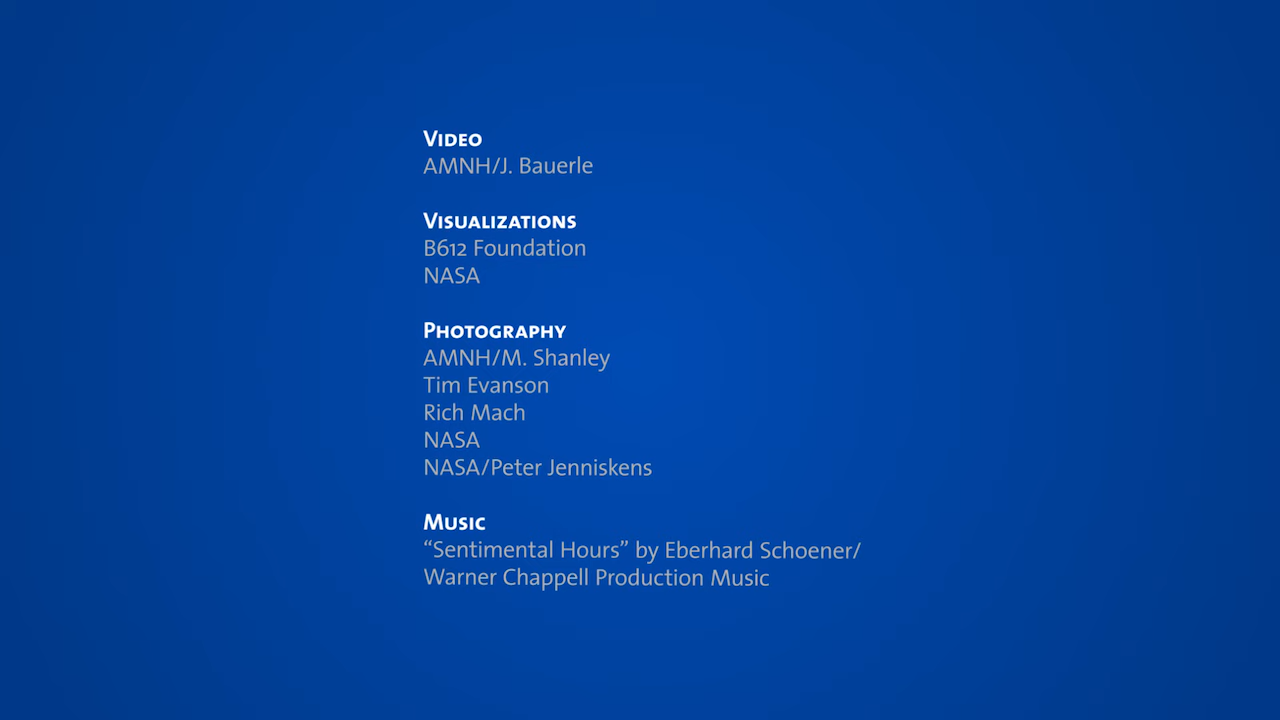 Video
AMNH/J. Bauerle
Visualizations
B612 Foundation
NASA
Photography
AMNH/M. Shanley
Tim Evanson
Rich Mach
NASA
NASA/Peter Jenniskens
Music
“Sentimental Hours” by Eberhard Schoener/
Warner Chappell Production Music